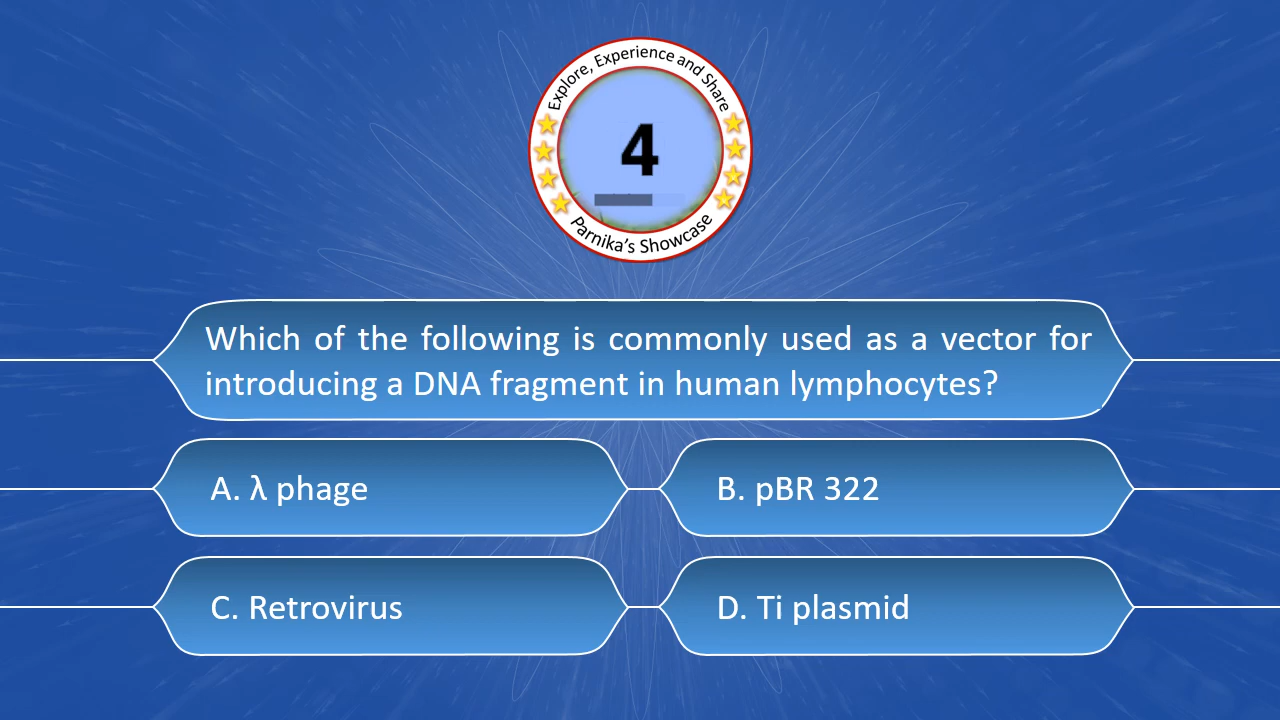 Explore, Experience and Share
4
Parnika's Showcase
Which of the following is commonly used as a vector for
introducing a DNA fragment in human lymphocytes?
A. λ phage
B. pBR 322
C. Retrovirus
D. Ti plasmid